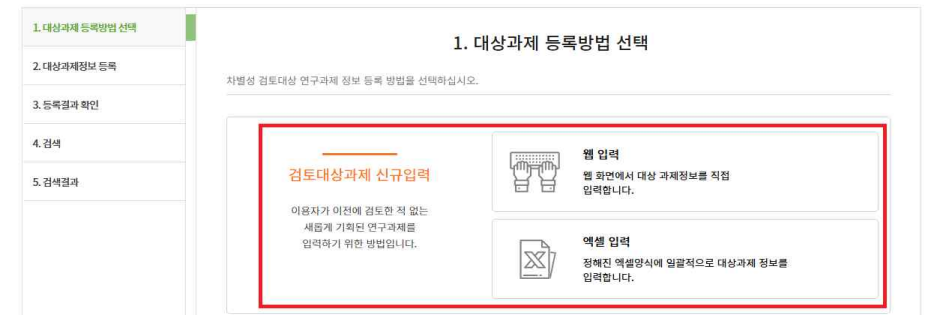 1. 대상과제 등록방법 선택
2. 대상과제정보 등록
3. 등록결과 확인
4. 검색
5. 검색결과
1. 대상과제 등록방법 선택
차별성 검토대상 연구과제 정보 등록 방법을 선택하십시오.
검토대상과제 신규입력
이용자가 이전에 검토한 적 없는
새롭게 기획된 연구과제를
입력하기 위한 방법입니다.
웹 입력
웹 화면에서 대상 과제정보를 직접
입력합니다.
엑셀 입력
정해진 엑셀양식에 일괄적으로 대상과제 정보를
입력합니다.